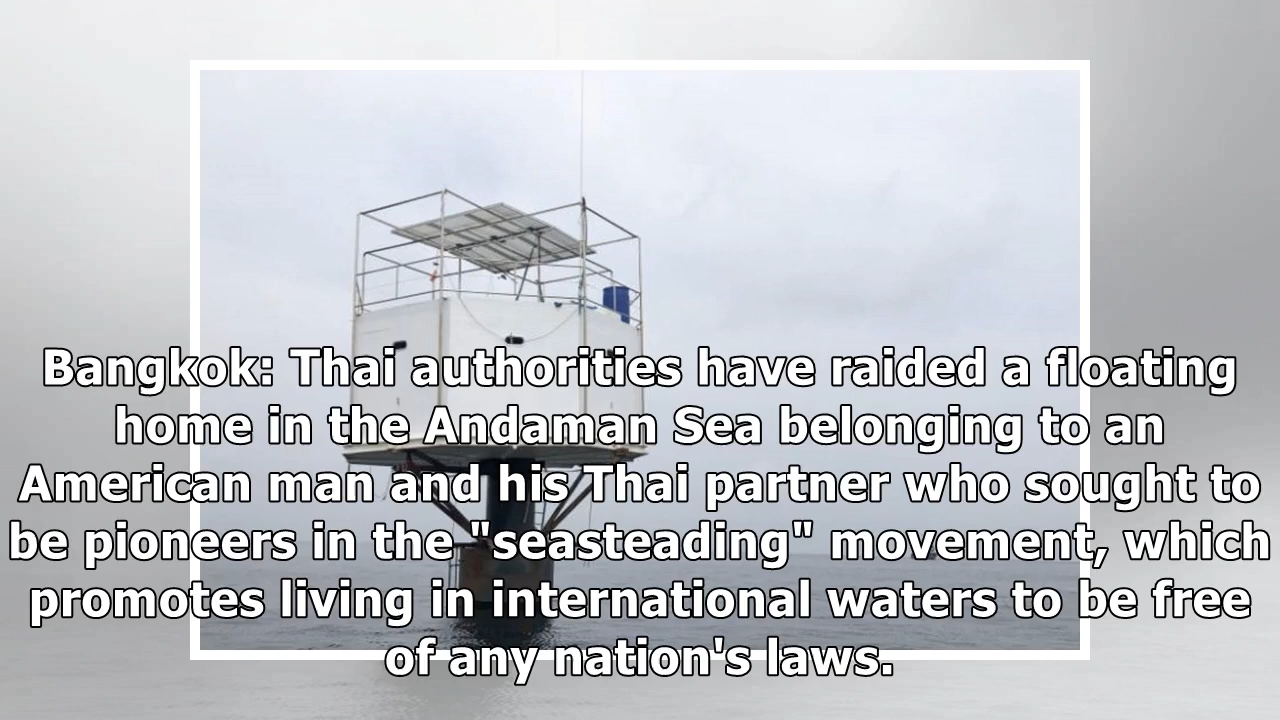 Bangkok: Thai authorities have raided a floating
home in the Andaman Sea belonging to an
American man and his Thai partner who sought to
be pioneers in the "seasteading" movement, which
promotes living in international waters to be free
of any nation's laws.